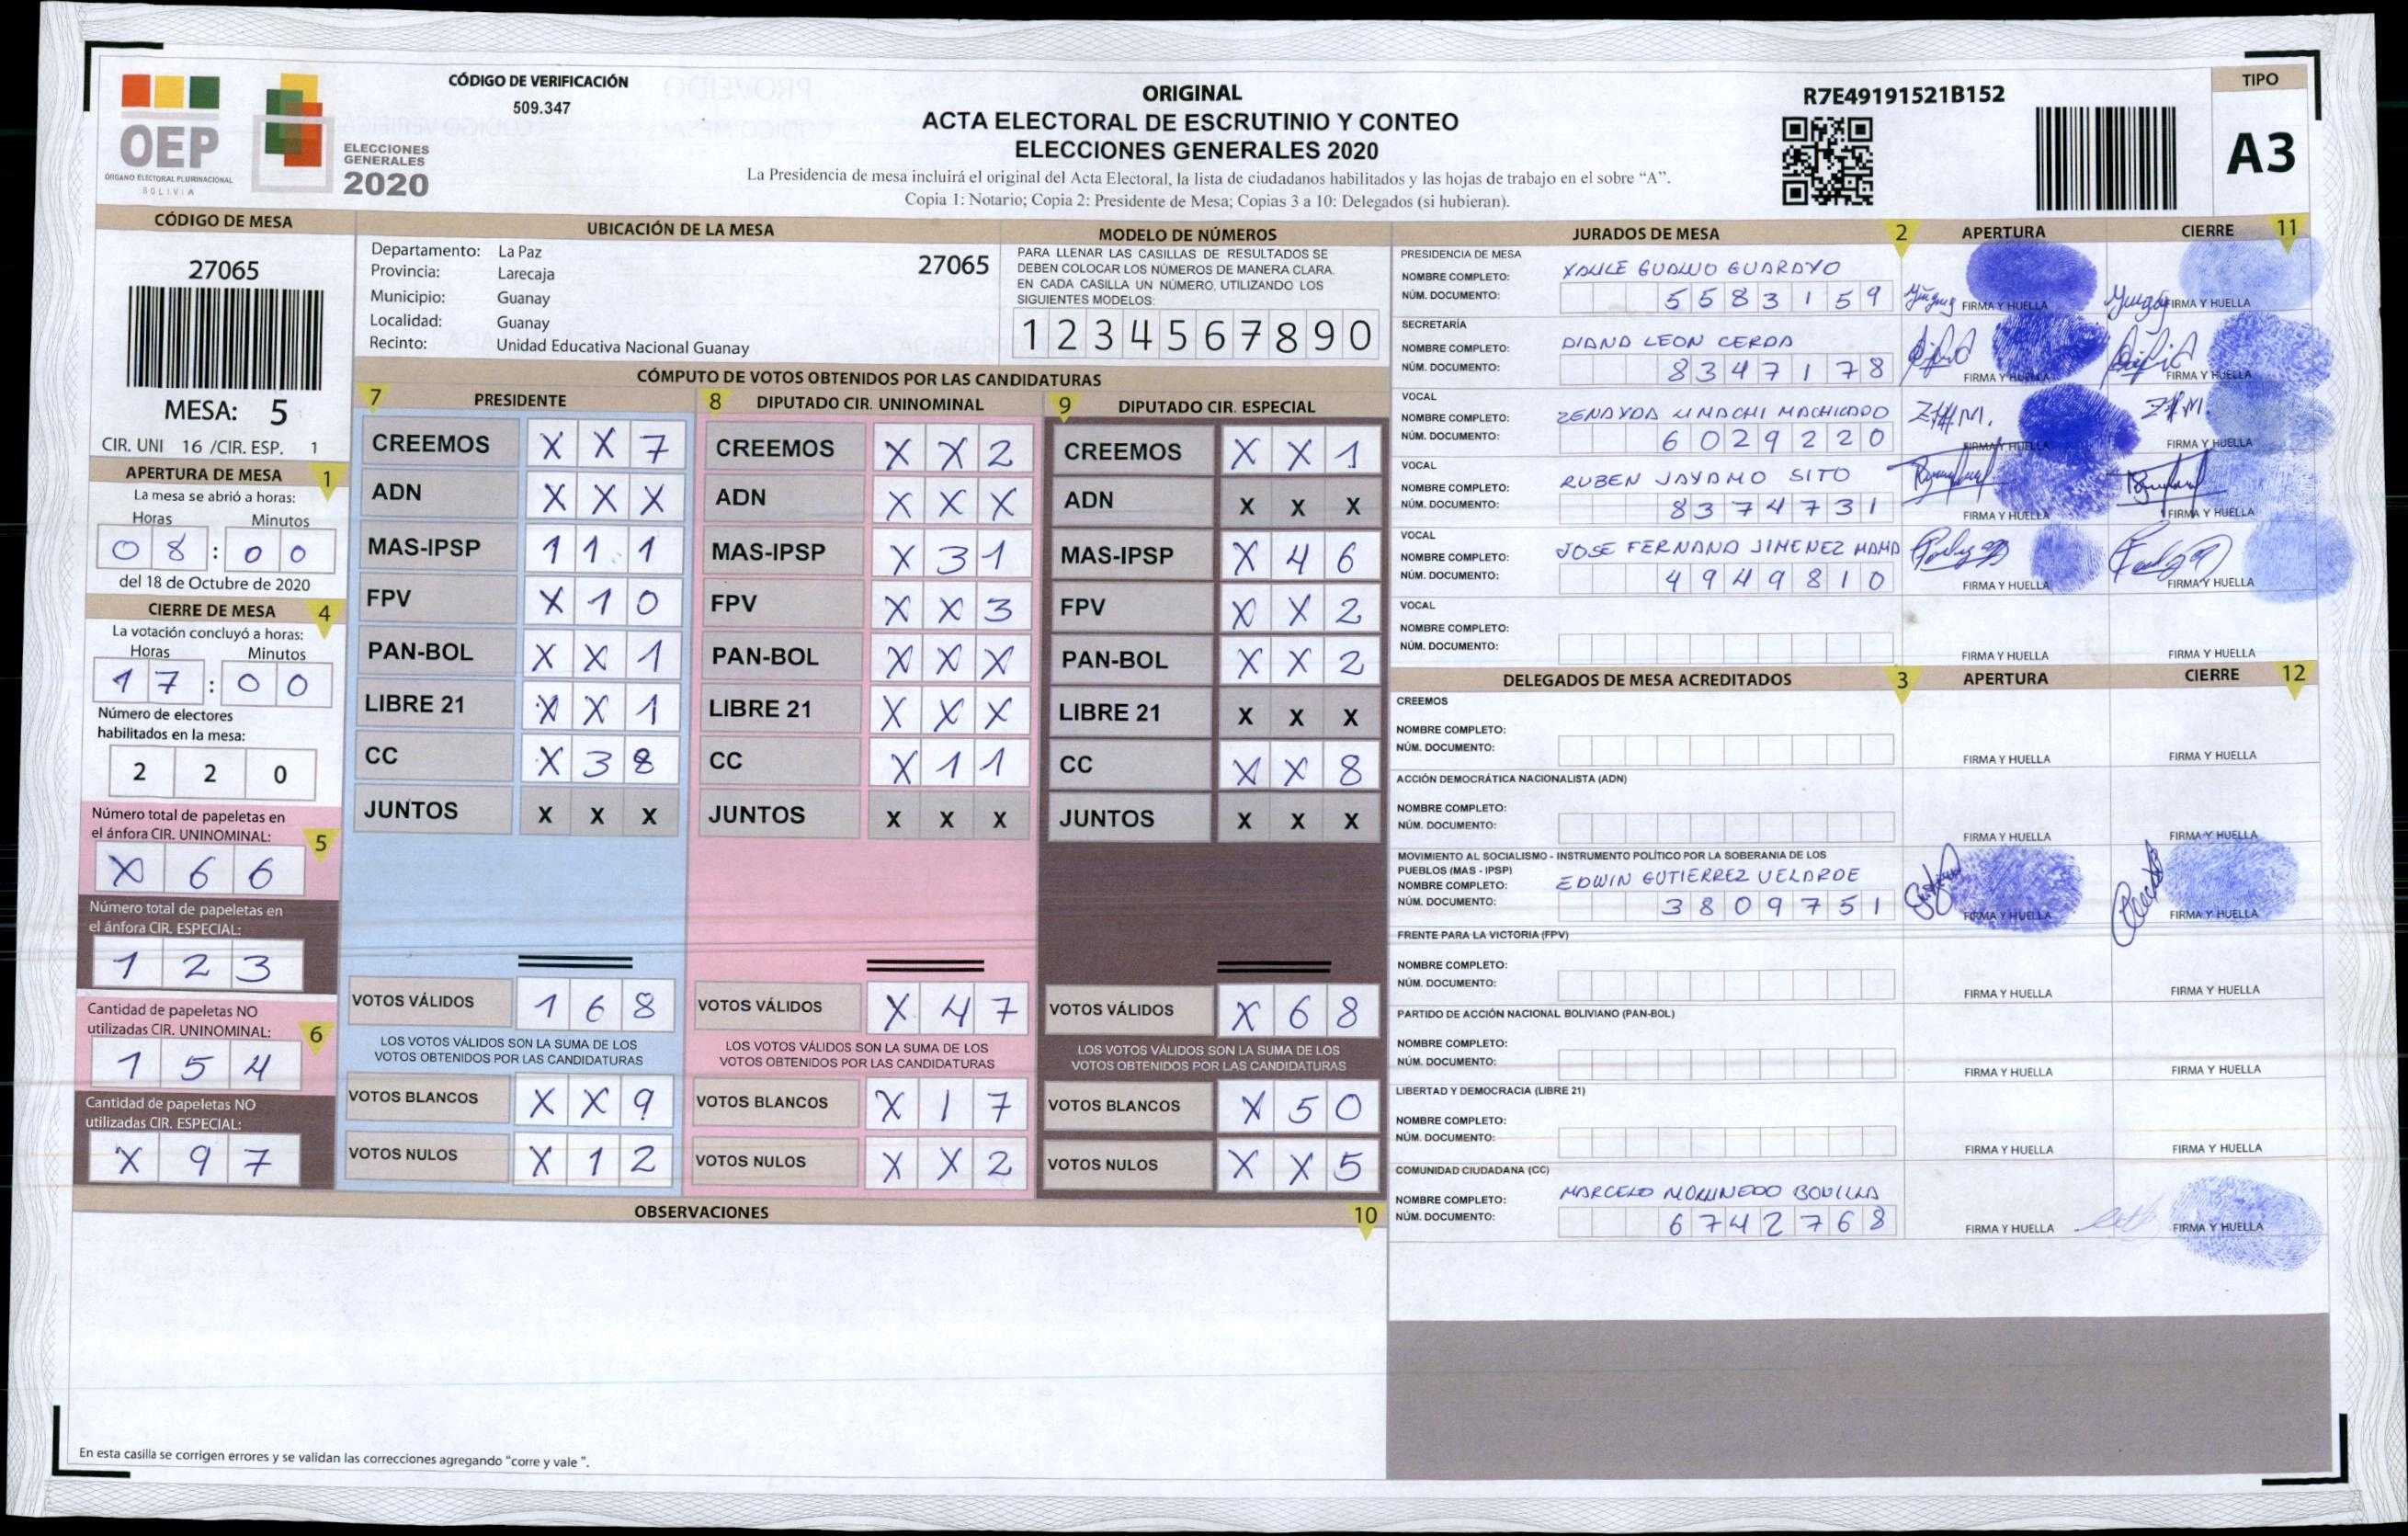 CÓDIGO DE VERIFICACIÓN
509.347
OEP
ÓRGANO ELECTORAL PLURINACIONAL
BOLIVIA
ELECCIONES
GENERALES
2020
ORIGINAL
ACTA ELECTORAL DE ESCRUTINIO Y CONTEO
ELECCIONES GENERALES 2020
La Presidencia de mesa incluirá el original del Acta Electoral, la lista de ciudadanos habilitados y las hojas de trabajo en el sobre “A”.
Copia 1: Notario; Copia 2: Presidente de Mesa; Copias 3 a 10: Delegados (si hubieran).
R7E49191521B152
TIPO
A3
CÓDIGO DE MESA
27065
MESA: 5
CIR. UNI 16 /CIR. ESP. 1
APERTURA DE MESA 1
La mesa se abrió a horas:
Horas Minutos
0 8 : 0 0
del 18 de Octubre de 2020
CIERRE DE MESA 4
La votación concluyó a horas:
Horas Minutos
1 7 : 0 0
Número de electores
habilitados en la mesa:
2 2 0
Número total de papeletas en
el ánfora CIR. UNINOMINAL: 5
X 6 6
Número total de papeletas en
el ánfora CIR. ESPECIAL:
1 2 3
Cantidad de papeletas NO
utilizadas CIR. UNINOMINAL: 6
1 5 4
Cantidad de papeletas NO
utilizadas CIR. ESPECIAL:
X 9 7
UBICACIÓN DE LA MESA
Departamento: La Paz
27065
Provincia: Larecaja
Municipio: Guanay
Localidad: Guanay
Recinto: Unidad Educativa Nacional Guanay
MODELO DE NÚMEROS
PARA LLENAR LAS CASILLAS DE RESULTADOS SE
DEBEN COLOCAR LOS NÚMEROS DE MANERA CLARA.
EN CADA CASILLA UN NÚMERO, UTILIZANDO LOS
SIGUIENTES MODELOS:
1 2 3 4 5 6 7 8 9 0
CÓMPUTO DE VOTOS OBTENIDOS POR LAS CANDIDATURAS
7 PRESIDENTE
CREEMOS X X 7
ADN X X X
MAS-IPSP 1 1 1
FPV X 1 0
PAN-BOL X X 1
LIBRE 21 X X 1
CC X 3 8
JUNTOS X X X
VOTOS VÁLIDOS 1 6 8
LOS VOTOS VÁLIDOS SON LA SUMA DE LOS
VOTOS OBTENIDOS POR LAS CANDIDATURAS
VOTOS BLANCOS X X 9
VOTOS NULOS X 1 2
8 DIPUTADO CIR. UNINOMINAL
CREEMOS X X 2
ADN X X X
MAS-IPSP X 3 1
FPV X X 3
PAN-BOL X X X
LIBRE 21 X X X
CC X 1 1
JUNTOS X X X
VOTOS VÁLIDOS X 4 7
LOS VOTOS VÁLIDOS SON LA SUMA DE LOS
VOTOS OBTENIDOS POR LAS CANDIDATURAS
VOTOS BLANCOS X 1 7
VOTOS NULOS X X 2
9 DIPUTADO CIR. ESPECIAL
CREEMOS X X 1
ADN X X X
MAS-IPSP X 4 6
FPV X X 2
PAN-BOL X X 2
LIBRE 21 X X X
CC X X 8
JUNTOS X X X
VOTOS VÁLIDOS X 6 8
LOS VOTOS VÁLIDOS SON LA SUMA DE LOS
VOTOS OBTENIDOS POR LAS CANDIDATURAS
VOTOS BLANCOS X 5 0
VOTOS NULOS X X 5
OBSERVACIONES 10
En esta casilla se corrigen errores y se validan las correcciones agregando “corre y vale ”.
JURADOS DE MESA 2 APERTURA CIERRE 11
PRESIDENCIA DE MESA
NOMBRE COMPLETO: GUARAYO
NÚM. DOCUMENTO: 5 5 8 3 1 5 9 FIRMA Y HUELLA FIRMA Y HUELLA
SECRETARÍA
NOMBRE COMPLETO: DIANA LEON CERDA
NÚM. DOCUMENTO: 8 3 4 7 1 7 8 FIRMA Y HUELLA FIRMA Y HUELLA
VOCAL
NOMBRE COMPLETO: ZENAYDA LIMACHI MACHICADO
NÚM. DOCUMENTO: 6 0 2 9 2 2 0 FIRMA Y HUELLA FIRMA Y HUELLA
VOCAL
NOMBRE COMPLETO: RUBEN SITO
NÚM. DOCUMENTO: 8 3 7 4 7 3 1 FIRMA Y HUELLA FIRMA Y HUELLA
VOCAL
NOMBRE COMPLETO: JOSE FERNAND JIMENEZ MAMA
NÚM. DOCUMENTO: 4 9 4 9 8 1 0 FIRMA Y HUELLA FIRMA Y HUELLA
VOCAL
NOMBRE COMPLETO:
NÚM. DOCUMENTO: FIRMA Y HUELLA FIRMA Y HUELLA
DELEGADOS DE MESA ACREDITADOS 3 APERTURA CIERRE 12
CREEMOS
NOMBRE COMPLETO:
NÚM. DOCUMENTO: FIRMA Y HUELLA FIRMA Y HUELLA
ACCIÓN DEMOCRÁTICA NACIONALISTA (ADN)
NOMBRE COMPLETO:
NÚM. DOCUMENTO: FIRMA Y HUELLA FIRMA Y HUELLA
MOVIMIENTO AL SOCIALISMO - INSTRUMENTO POLÍTICO POR LA SOBERANIA DE LOS
PUEBLOS (MAS - IPSP)
NOMBRE COMPLETO: EDWIN GUTIERREZ VELARDE
NÚM. DOCUMENTO: 3 8 0 9 7 5 1 FIRMA Y HUELLA FIRMA Y HUELLA
FRENTE PARA LA VICTORIA (FPV)
NOMBRE COMPLETO:
NÚM. DOCUMENTO: FIRMA Y HUELLA FIRMA Y HUELLA
PARTIDO DE ACCIÓN NACIONAL BOLIVIANO (PAN-BOL)
NOMBRE COMPLETO:
NÚM. DOCUMENTO: FIRMA Y HUELLA FIRMA Y HUELLA
LIBERTAD Y DEMOCRACIA (LIBRE 21)
NOMBRE COMPLETO:
NÚM. DOCUMENTO: FIRMA Y HUELLA FIRMA Y HUELLA
COMUNIDAD CIUDADANA (CC)
NOMBRE COMPLETO: MARCELO
NÚM. DOCUMENTO: 6 7 4 2 7 6 8 FIRMA Y HUELLA FIRMA Y HUELLA